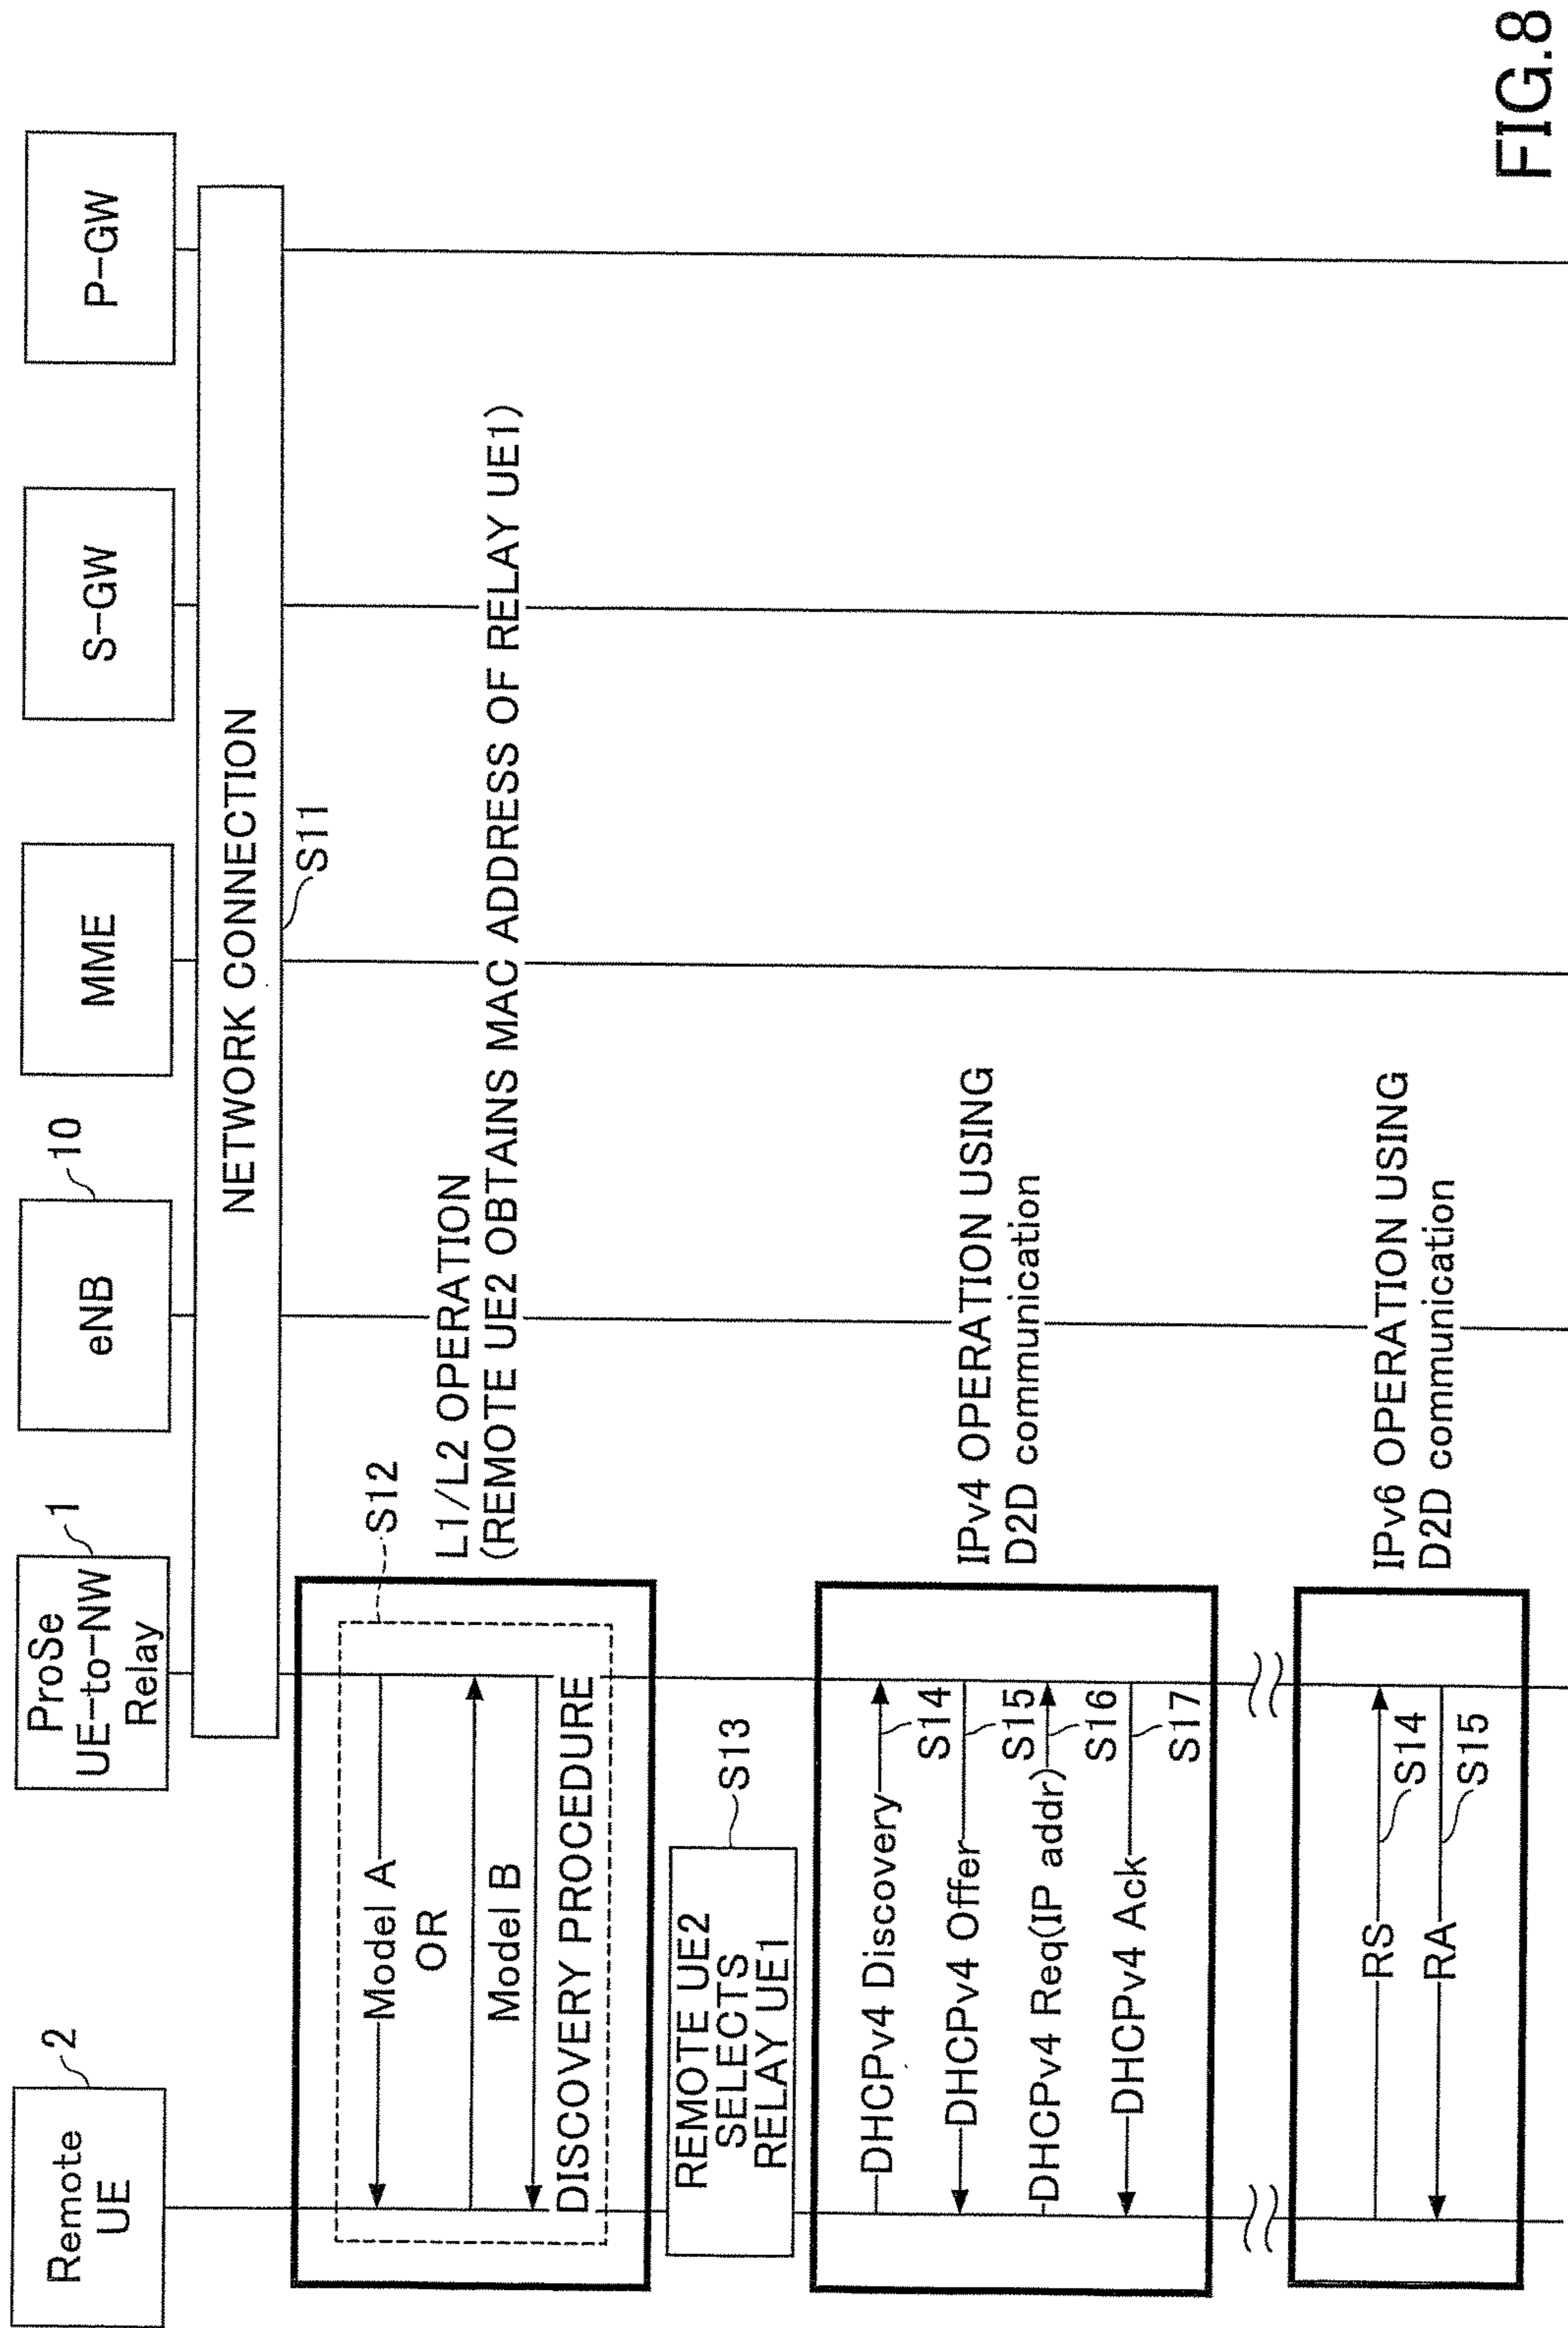 Remote
UE
2
ProSe
UE-to-NW
Relay
1
eNB
10
MME
S-GW
P-GW
NETWORK CONNECTION
S11
S12
Model A
OR
Model B
DISCOVERY PROCEDURE
L1/L2 OPERATION
(REMOTE UE2 OBTAINS MAC ADDRESS OF RELAY UE1)
REMOTE UE2
SELECTS
RELAY UE1
S13
DHCPv4 Discovery
S14
DHCPv4 Offer
S15
DHCPv4 Req(IP addr)
S16
DHCPv4 Ack
S17
IPv4 OPERATION USING
D2D communication
RS
S14
RA
S15
IPv6 OPERATION USING
D2D communication
FIG.8